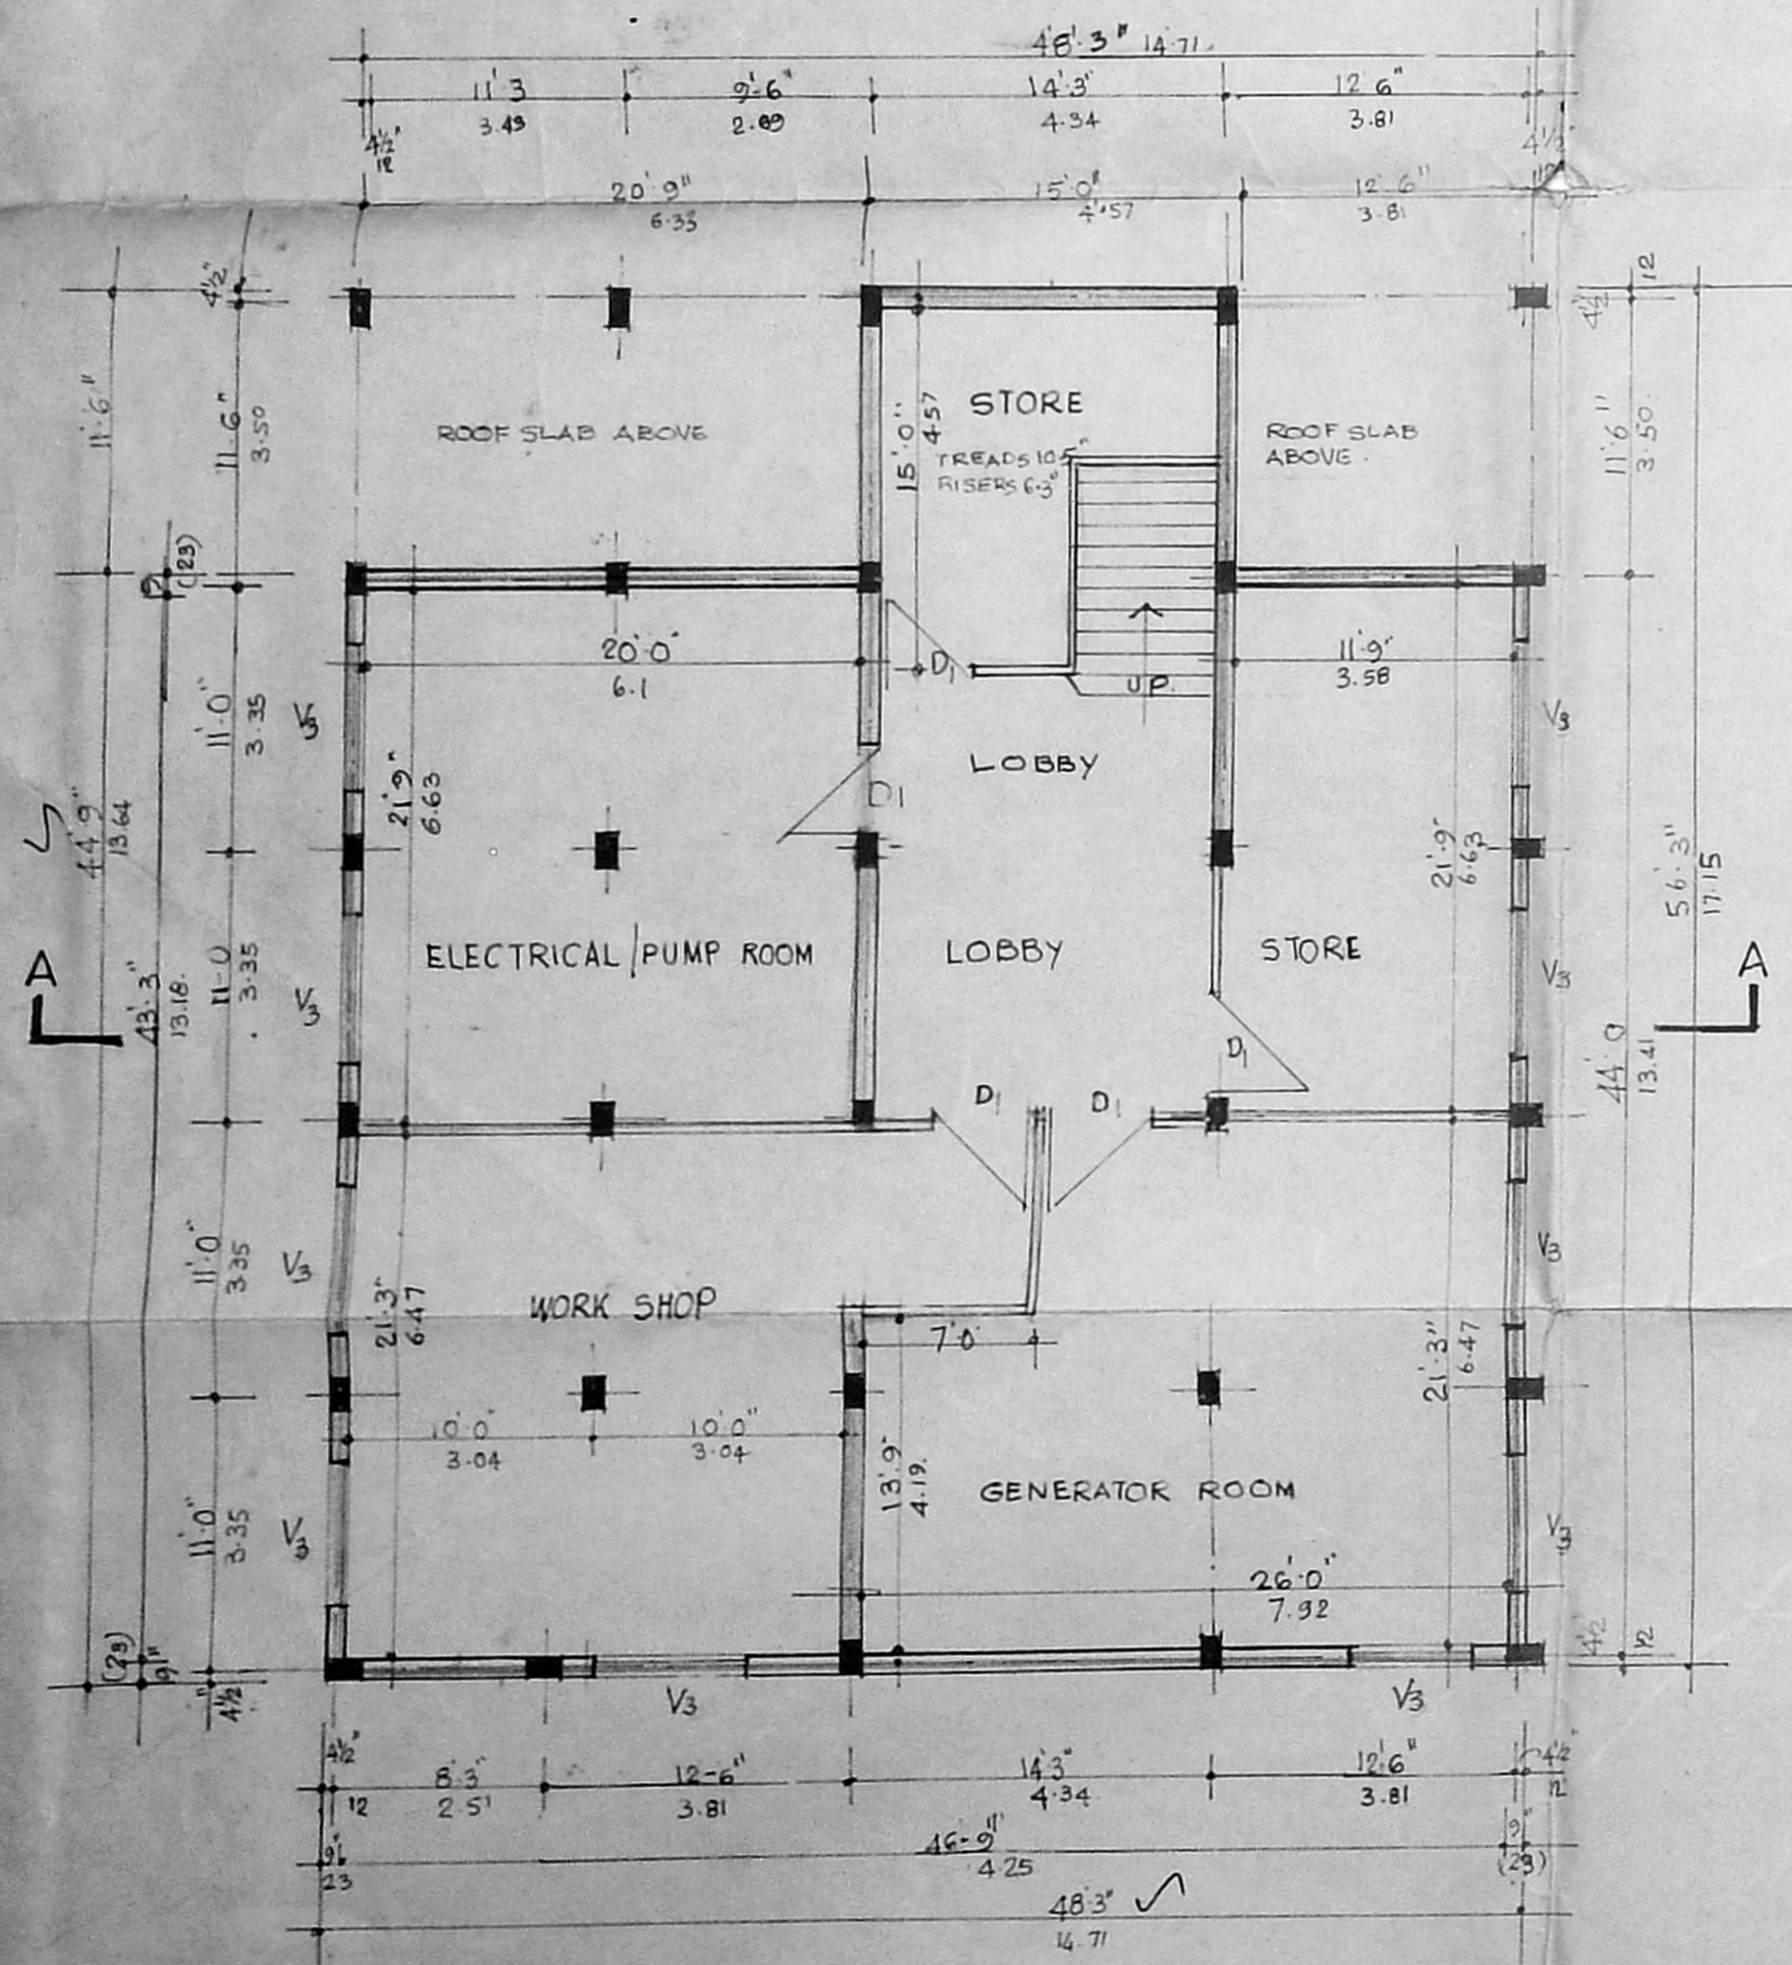 48'·3" 14·71
11'3 9'-6" 14'·3" 12'6"
3.43 2.89 4.34 3.81
4½" 4½"
12 12
20'·9" 15'·0" 12'·6"
6.33 4·57 3.81
4½" 12
4½
11'·6" 11·6" 3.50
STORE
15'·0" 4.57
ROOF SLAB ABOVE
TREADS 10·5"
RISERS 6·3"
ROOF SLAB
ABOVE.
11'6" 3·50.
9 (23)
20'·0" 11'·9"
6.1 3.58
D1 UP.
11'·0" 3.35 V3 V3
21'·9" 6.63
LOBBY
D1
44'·9" 13.64
21'·9" 6.63
56'·3" 17.15
A ELECTRICAL/PUMP ROOM LOBBY STORE A
43'·3" 13.18. 11-0 3.35 V3 V3
44'·0 13.41
D1
D1 D1
11'·0" 3.35 V3 V3
21'·3" 6.47
WORK SHOP
7'·0"
21'·3" 6.47
10'·0" 10'·0"
3.04 3.04
13'·9" 4.19.
GENERATOR ROOM
11'·0" 3.35 V3 V3
26'·0"
7.92
(23) 9" 4½"
4½ 12
V3 V3
4½" 8'·3" 12-6" 14'3" 12'6" 4½"
12 2.51 3.81 4.34. 3.81 12
9" 46-9" 9
23 4.25 (23)
48'·3"
14.71